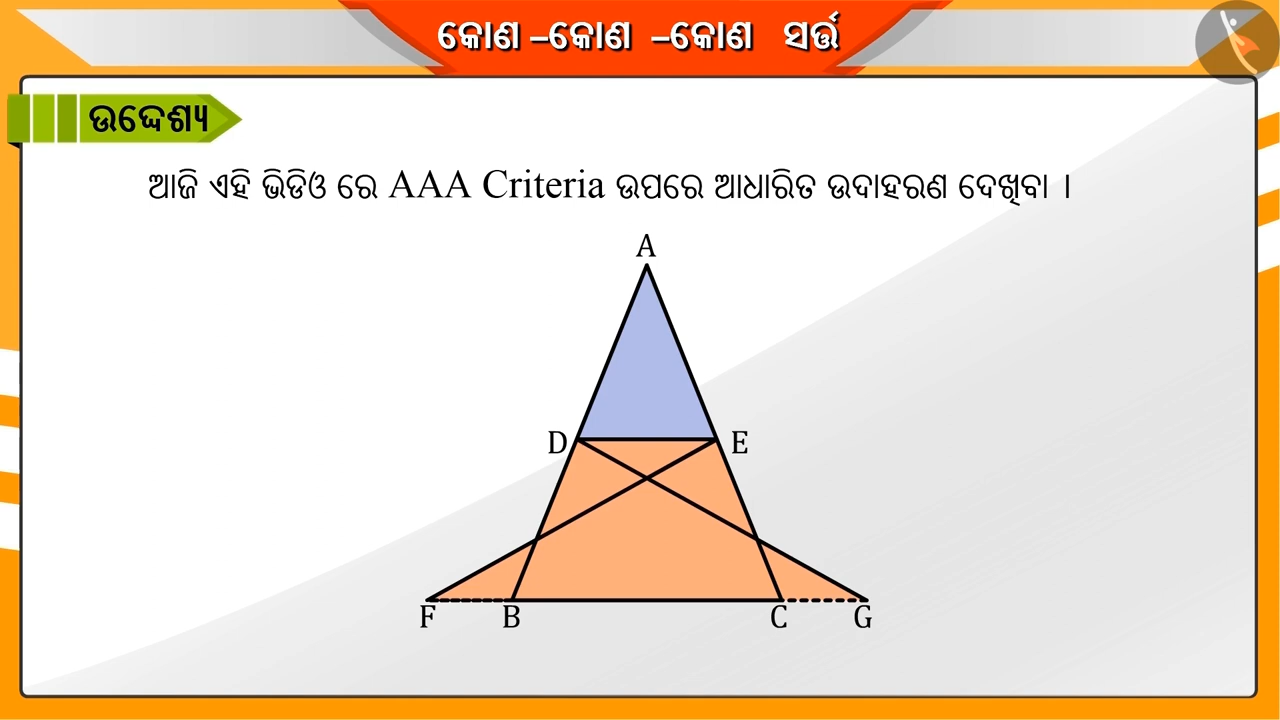 କୋଣ –କୋଣ –କୋଣ ସର୍ତ୍ତ
ଉଦ୍ଦେଶ୍ୟ
ଆଜି ଏହି ଭିଡିଓ ରେ AAA Criteria ଉପରେ ଆଧାରିତ ଉଦାହରଣ ଦେଖିବା ।
A
D E
F B C G